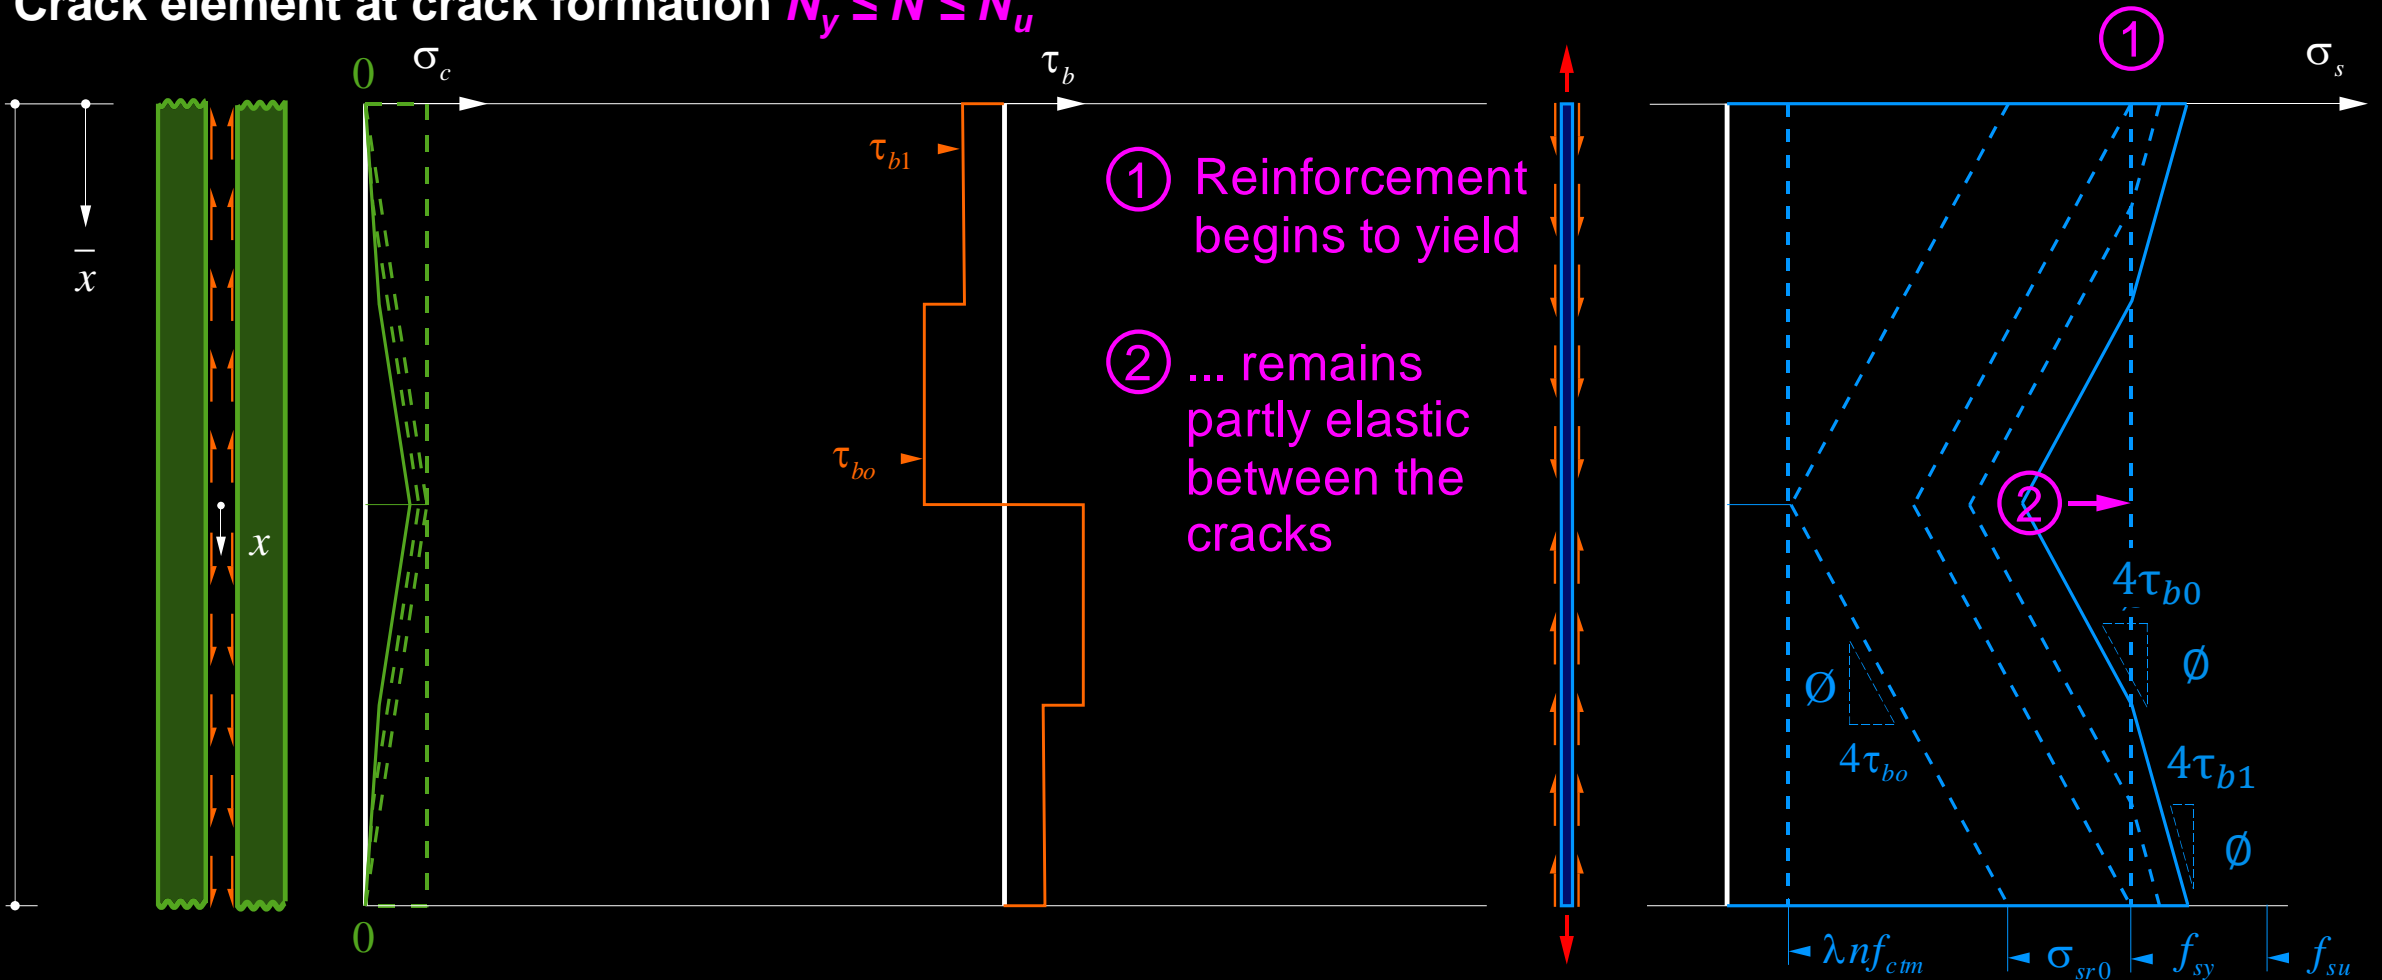 Crack element at crack formation N_y ≤ N ≤ N_u
0
σ_c
τ_b
1
σ_s
τ_b1
1 Reinforcement
begins to yield
x̅
2 ... remains
partly elastic
between the
cracks
τ_bo
2
x
4τ_b0
Ø
Ø
4τ_bo
4τ_b1
Ø
0
λnf_ctm
σ_sr0
f_sy
f_su